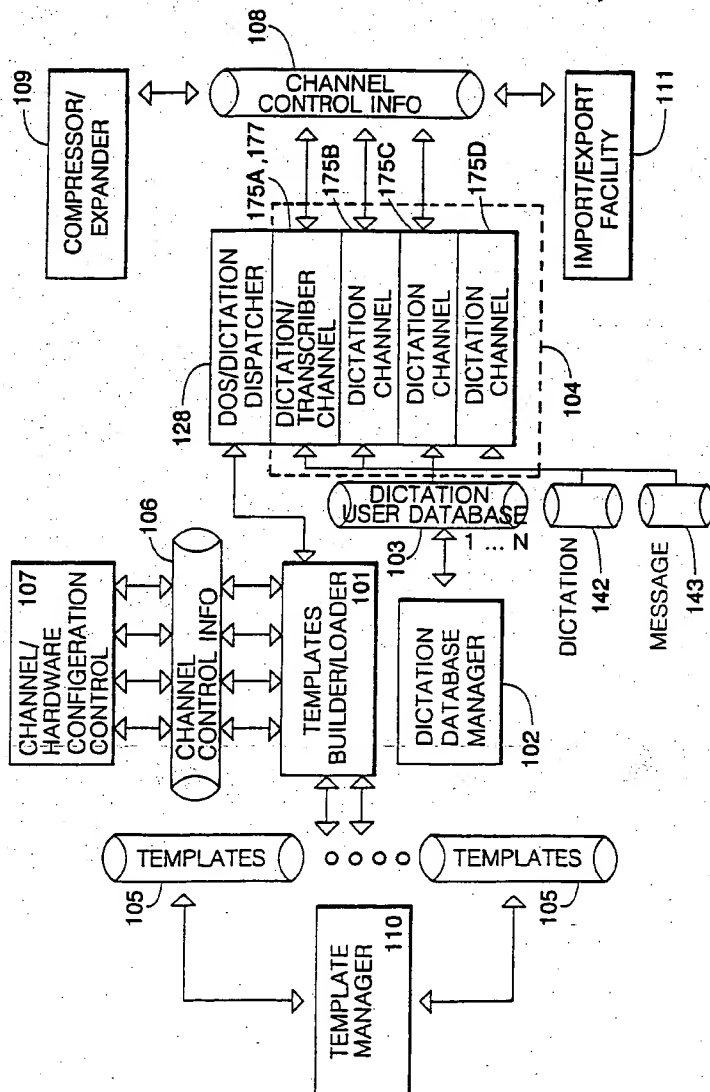 109
COMPRESSOR/
EXPANDER
108
CHANNEL
CONTROL INFO
IMPORT/EXPORT
FACILITY
111
175A, 177
175B
175C
175D
128
DOS/DICTATION
DISPATCHER
DICTATION/
TRANSCRIBER
CHANNEL
DICTATION
CHANNEL
DICTATION
CHANNEL
DICTATION
CHANNEL
104
107
CHANNEL/
HARDWARE
CONFIGERATION
CONTROL
106
CHANNEL
CONTROL INFO
TEMPLATES
BUILDER/LOADER
101
103
DICTATION
USER DATABASE
1 ... N
DICTATION
DATABASE
MANAGER
102
DICTATION
142
MESSAGE
143
TEMPLATES
105
TEMPLATES
105
TEMPLATE
MANAGER
110